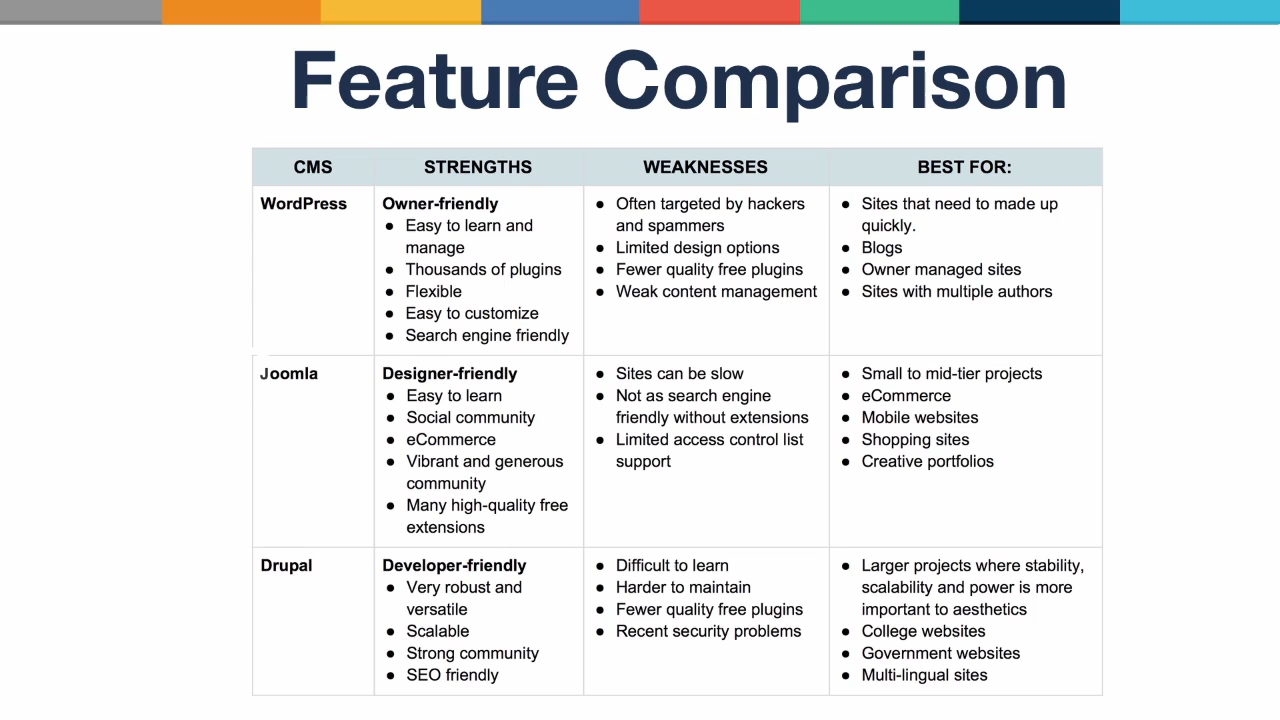 Feature Comparison
CMS
STRENGTHS
WEAKNESSES
BEST FOR:
WordPress
Owner-friendly
● Easy to learn and
manage
● Thousands of plugins
● Flexible
● Easy to customize
● Search engine friendly
● Often targeted by hackers
and spammers
● Limited design options
● Fewer quality free plugins
● Weak content management
● Sites that need to made up
quickly.
● Blogs
● Owner managed sites
● Sites with multiple authors
Joomla
Designer-friendly
● Easy to learn
● Social community
● eCommerce
● Vibrant and generous
community
● Many high-quality free
extensions
● Sites can be slow
● Not as search engine
friendly without extensions
● Limited access control list
support
● Small to mid-tier projects
● eCommerce
● Mobile websites
● Shopping sites
● Creative portfolios
Drupal
Developer-friendly
● Very robust and
versatile
● Scalable
● Strong community
● SEO friendly
● Difficult to learn
● Harder to maintain
● Fewer quality free plugins
● Recent security problems
● Larger projects where stability,
scalability and power is more
important to aesthetics
● College websites
● Government websites
● Multi-lingual sites